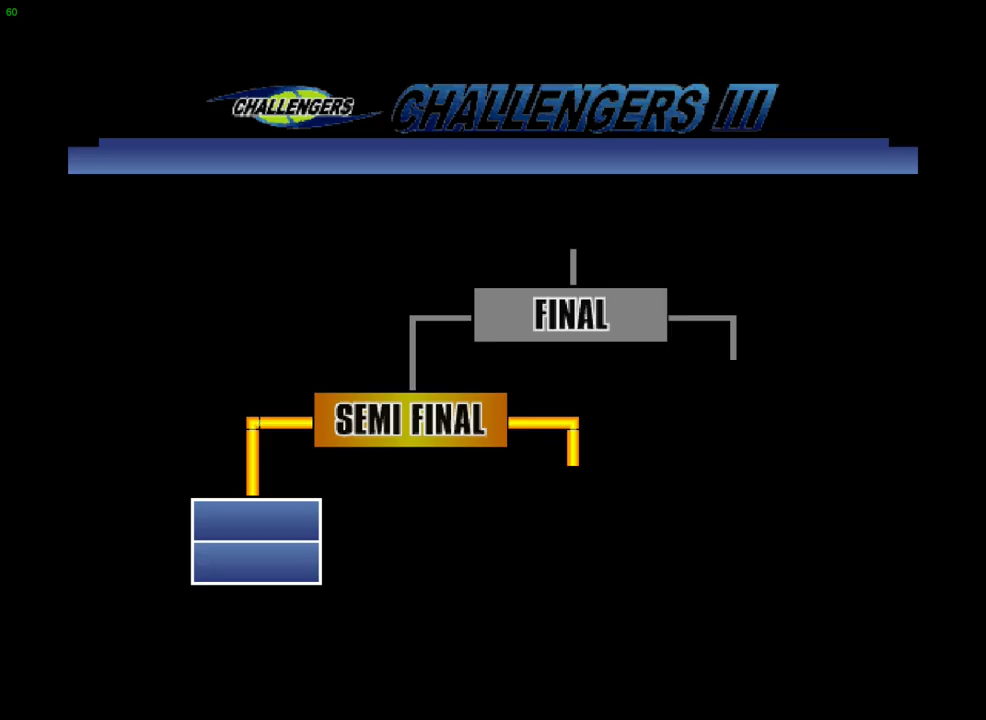 60
CHALLENGERS
CHALLENGERS III
FINAL
SEMI FINAL